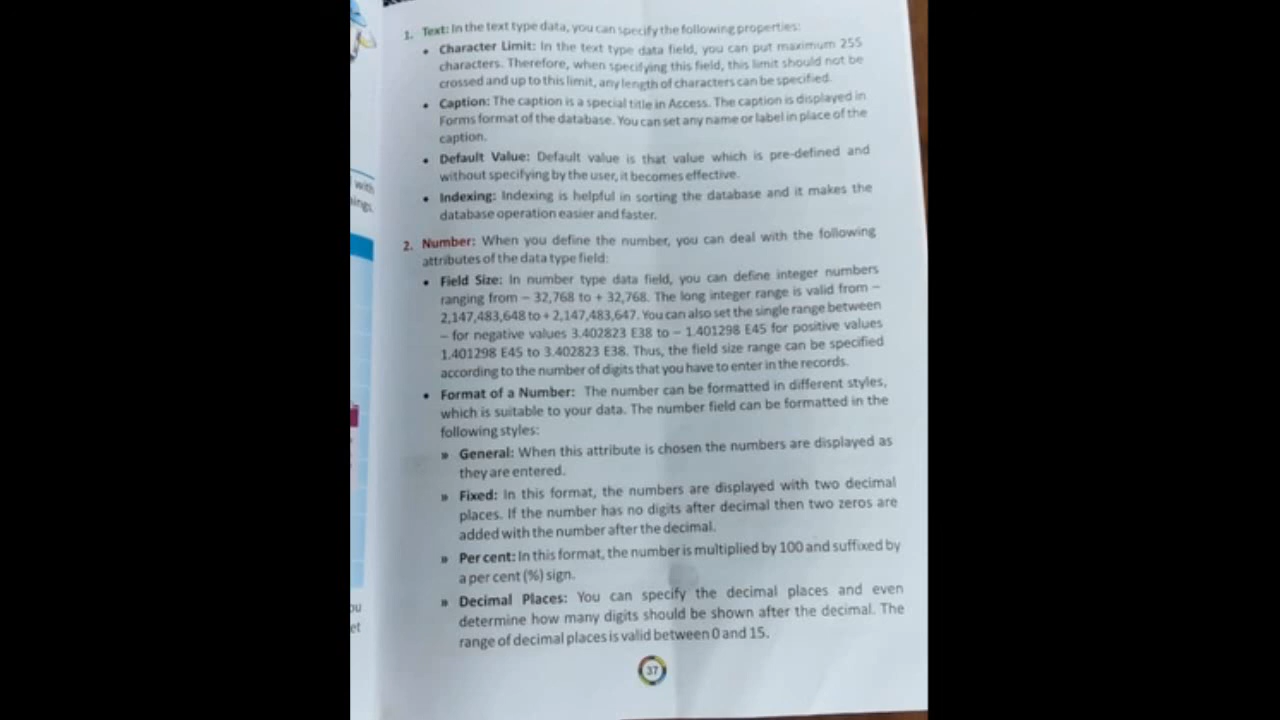 1. Text: In the text type data, you can specify the following properties:
• Character Limit: In the text type data field, you can put maximum 255
characters. Therefore, when specifying this field, this limit should not be
crossed and up to this limit, any length of characters can be specified.
• Caption: The caption is a special title in Access. The caption is displayed in
Forms format of the database. You can set any name or label in place of the
caption.
• Default Value: Default value is that value which is pre-defined and
without specifying by the user, it becomes effective.
• Indexing: Indexing is helpful in sorting the database and it makes the
database operation easier and faster.
2. Number: When you define the number, you can deal with the following
attributes of the data type field:
• Field Size: In number type data field, you can define integer numbers
ranging from – 32,768 to + 32,768. The long integer range is valid from –
2,147,483,648 to + 2,147,483,647. You can also set the single range between
– for negative values 3.402823 E38 to – 1.401298 E45 for positive values
1.401298 E45 to 3.402823 E38. Thus, the field size range can be specified
according to the number of digits that you have to enter in the records.
• Format of a Number: The number can be formatted in different styles,
which is suitable to your data. The number field can be formatted in the
following styles:
» General: When this attribute is chosen the numbers are displayed as
they are entered.
» Fixed: In this format, the numbers are displayed with two decimal
places. If the number has no digits after decimal then two zeros are
added with the number after the decimal.
» Per cent: In this format, the number is multiplied by 100 and suffixed by
a per cent (%) sign.
» Decimal Places: You can specify the decimal places and even
determine how many digits should be shown after the decimal. The
range of decimal places is valid between 0 and 15.
37
with